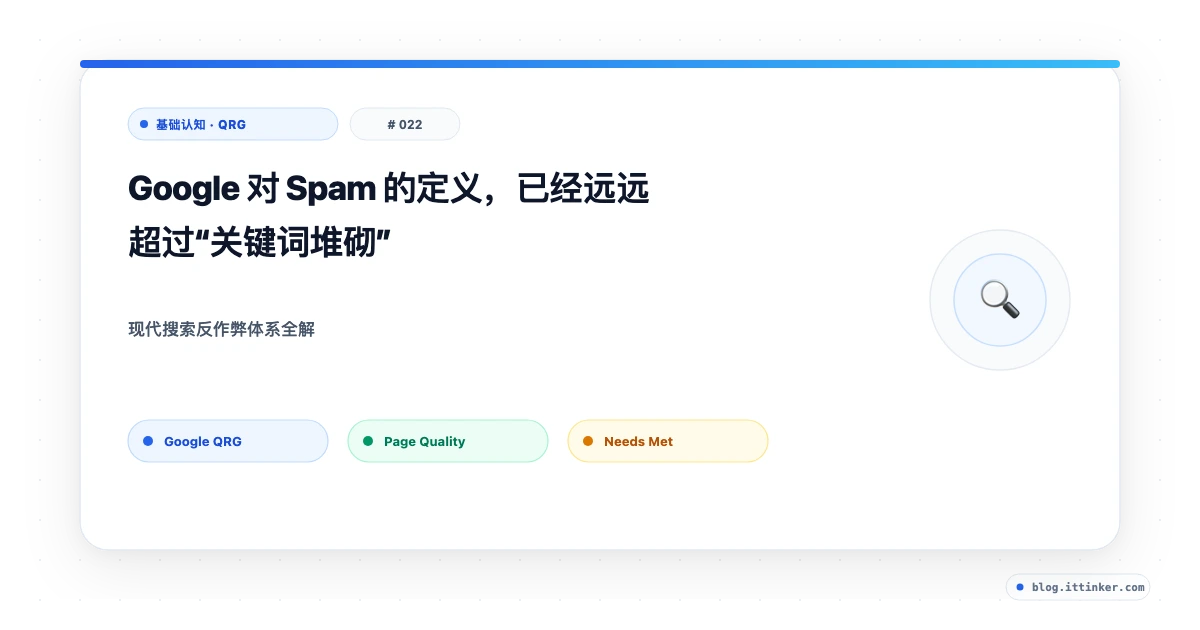 基础认知 · QRG
# 022
Google 对 Spam 的定义，已经远远
超过“关键词堆砌”
现代搜索反作弊体系全解
Google QRG
Page Quality
Needs Met
blog.ittinker.com